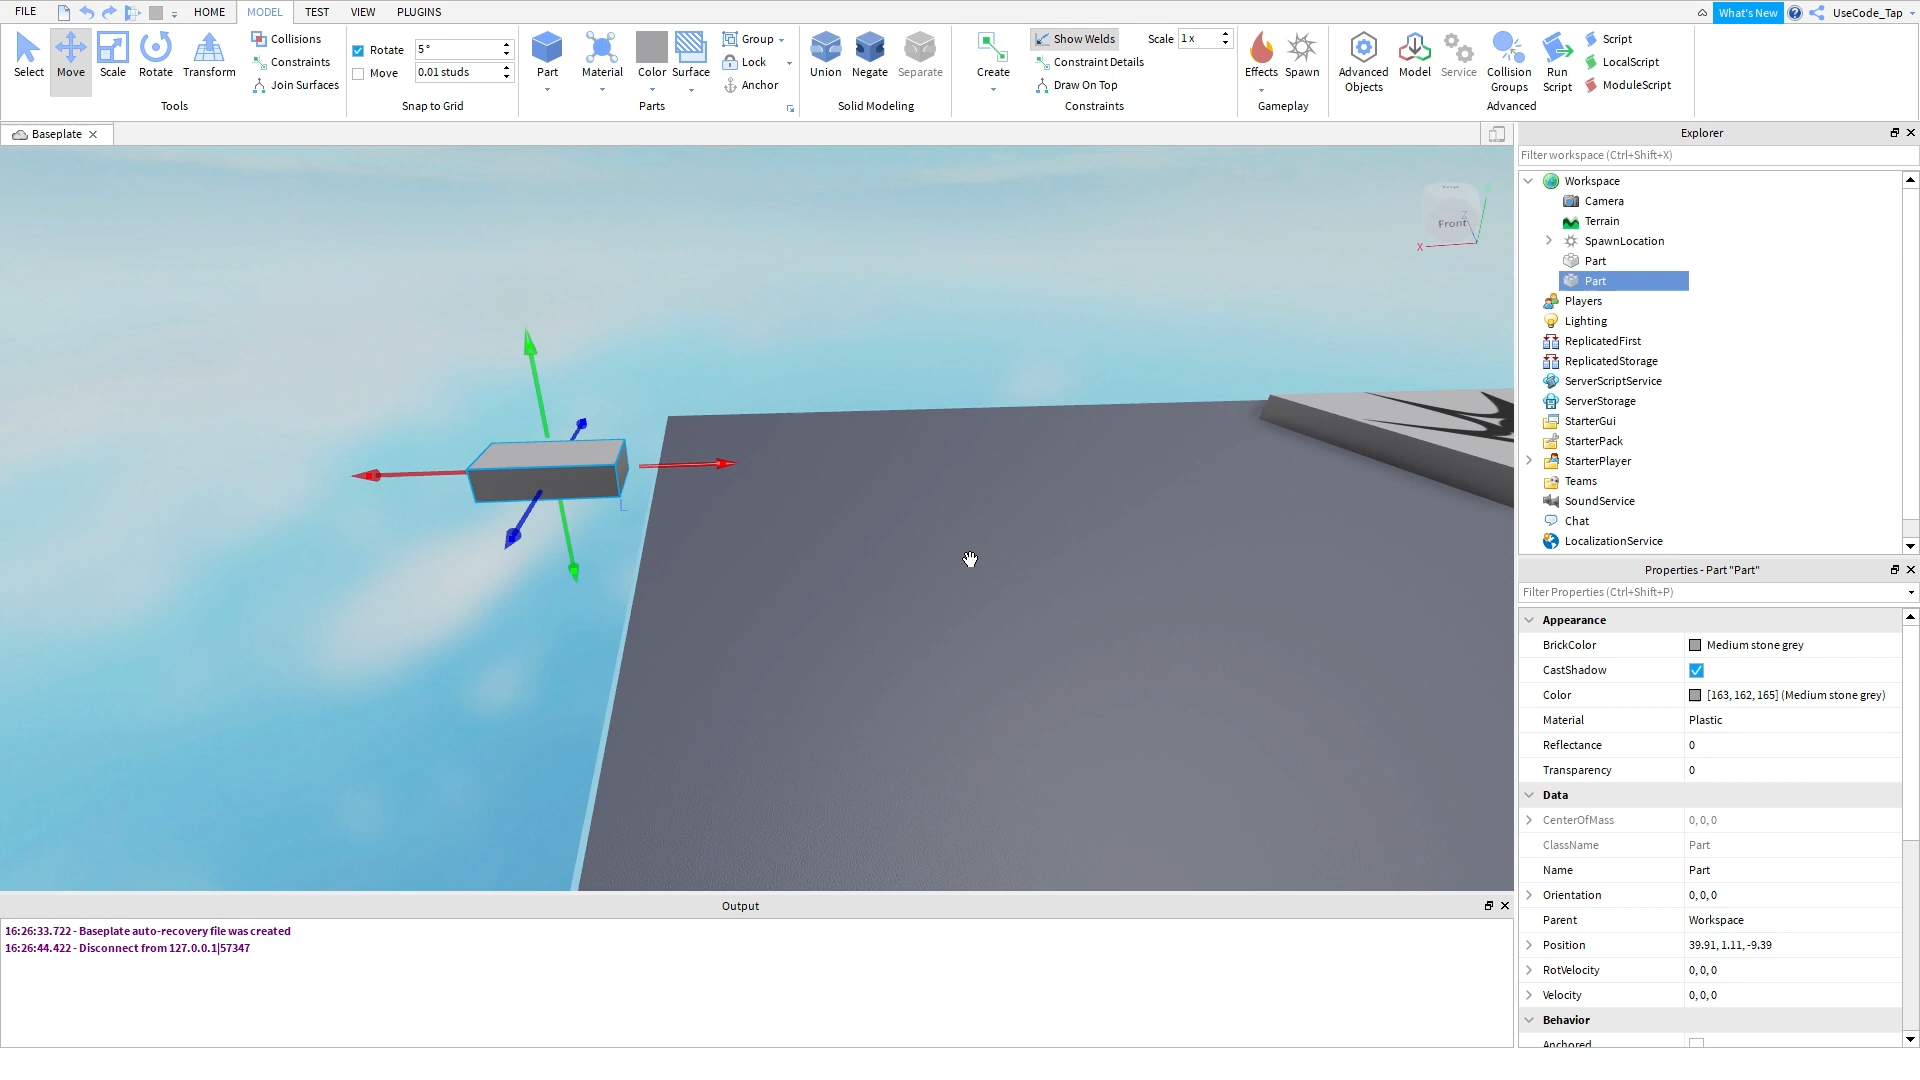 FILE HOME MODEL TEST VIEW PLUGINS What's New UseCode_Tap
Select Move Scale Rotate Transform
Collisions
Constraints
Join Surfaces
Tools
Rotate 5°
Move 0.01 studs
Snap to Grid
Part Material Color Surface
Group
Lock
Anchor
Parts
Union Negate Separate
Solid Modeling
Create
Show Welds
Constraint Details
Draw On Top
Scale 1x
Constraints
Effects Spawn
Gameplay
Advanced Objects
Model
Service
Collision Groups
Run Script
Script
LocalScript
ModuleScript
Advanced
Baseplate
Front
X
Z
Explorer
Filter workspace (Ctrl+Shift+X)
Workspace
Camera
Terrain
SpawnLocation
Part
Part
Players
Lighting
ReplicatedFirst
ReplicatedStorage
ServerScriptService
ServerStorage
StarterGui
StarterPack
StarterPlayer
Teams
SoundService
Chat
LocalizationService
Properties - Part "Part"
Filter Properties (Ctrl+Shift+P)
Appearance
BrickColor Medium stone grey
CastShadow
Color [163, 162, 165] (Medium stone grey)
Material Plastic
Reflectance 0
Transparency 0
Data
CenterOfMass 0, 0, 0
ClassName Part
Name Part
Orientation 0, 0, 0
Parent Workspace
Position 39.91, 1.11, -9.39
RotVelocity 0, 0, 0
Velocity 0, 0, 0
Behavior
Anchored
Output
16:26:33.722 - Baseplate auto-recovery file was created
16:26:44.422 - Disconnect from 127.0.0.1|57347